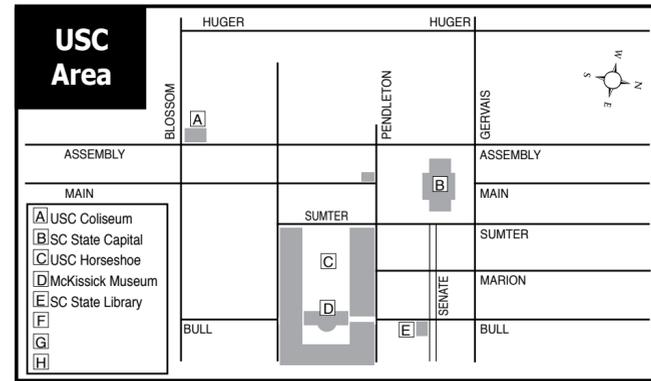 USC
Area
HUGER
HUGER
W
N
S
E
BLOSSOM
PENDLETON
GERVAIS
A
ASSEMBLY
ASSEMBLY
B
MAIN
MAIN
SUMTER
SUMTER
A USC Coliseum
B SC State Capital
C USC Horseshoe
D McKissick Museum
E SC State Library
F
G
H
C
SENATE
MARION
D
BULL
E
BULL